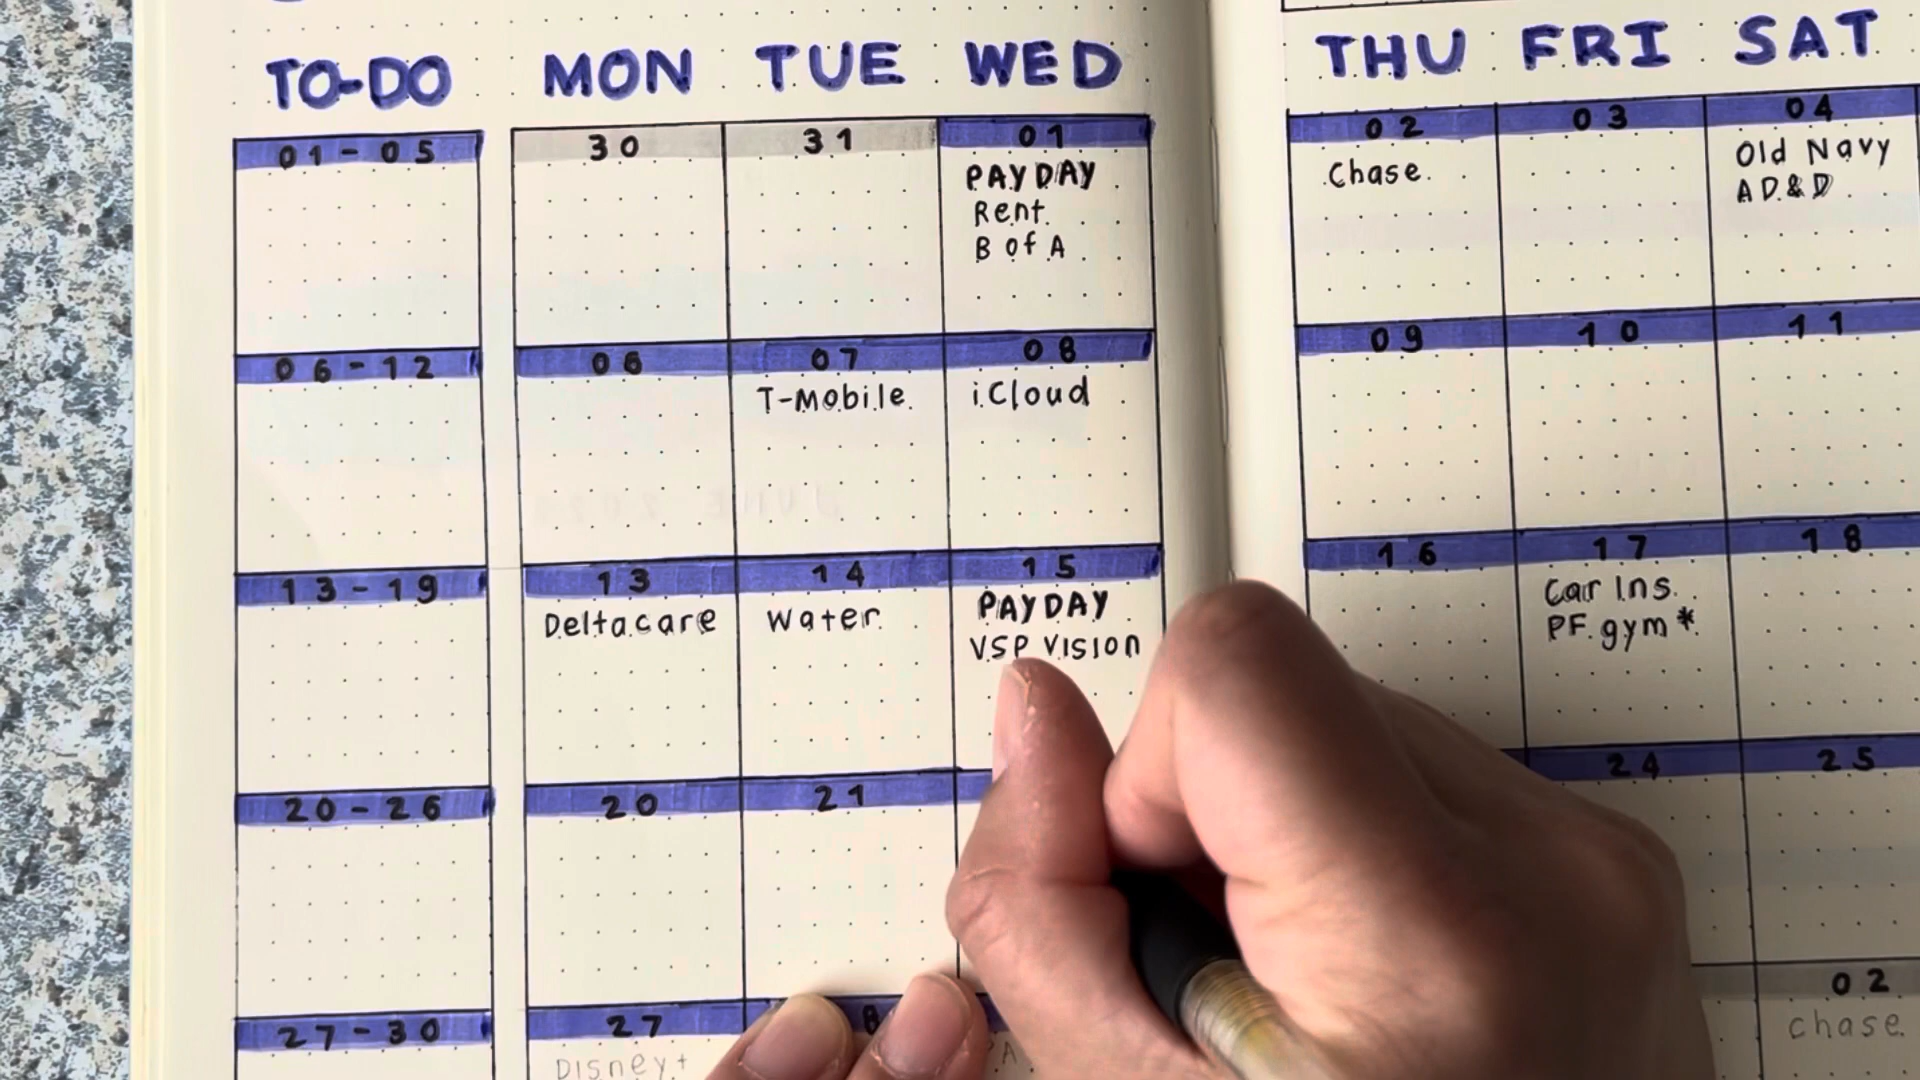 TO-DO MON TUE WED THU FRI SAT
01-05 30 31 01 02 03 04
PAYDAY Chase Old Navy
Rent AD&D
B of A
06-12 06 07 08 09 10 11
T-Mobile iCloud
13-19 13 14 15 16 17 18
Deltacare Water PAYDAY Car Ins.
VSP Vision PF gym*
20-26 20 21 24 25
27-30 27 02
Disney+ Chase